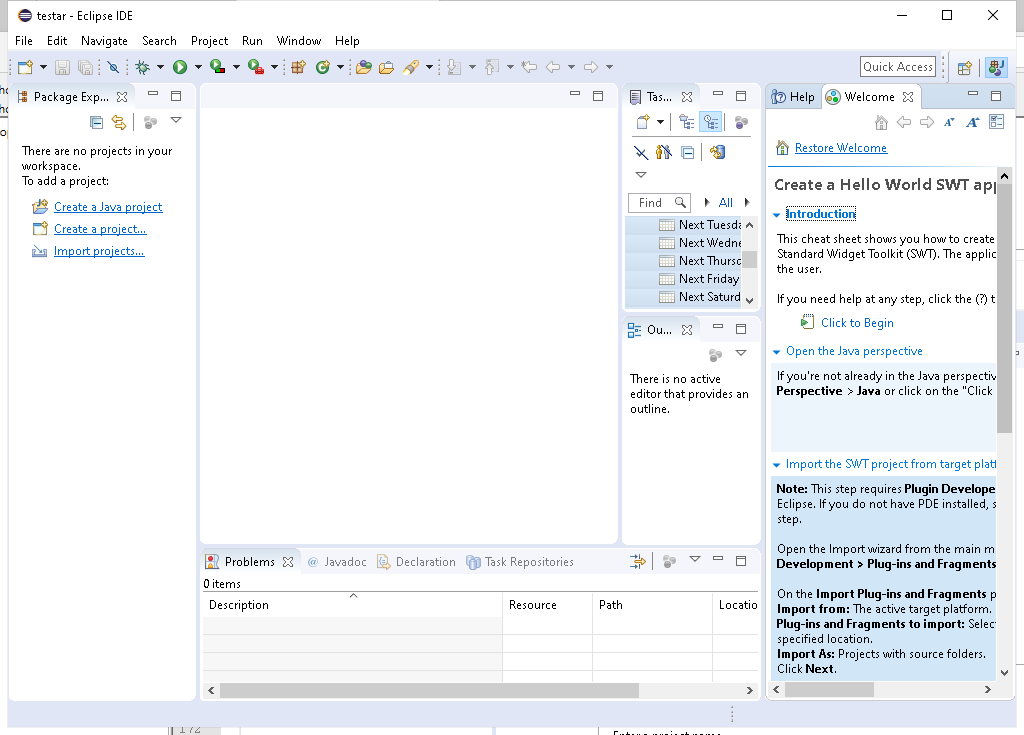 testar - Eclipse IDE
File Edit Navigate Search Project Run Window Help
Quick Access
Package Exp...
There are no projects in your
workspace.
To add a project:
Create a Java project
Create a project...
Import projects...
Tas...
Find
All
Next Tuesda
Next Wedne
Next Thursd
Next Friday
Next Saturd
Ou...
There is no active
editor that provides an
outline.
Help
Welcome
Restore Welcome
Create a Hello World SWT app
Introduction
This cheat sheet shows you how to create
Standard Widget Toolkit (SWT). The applic
the user.
If you need help at any step, click the (?) t
Click to Begin
Open the Java perspective
If you're not already in the Java perspectiv
Perspective > Java or click on the "Click
Import the SWT project from target platf
Note: This step requires Plugin Develope
Eclipse. If you do not have PDE installed, s
step.
Open the Import wizard from the main m
Development > Plug-ins and Fragments
On the Import Plug-ins and Fragments p
Import from: The active target platform.
Plug-ins and Fragments to import: Selec
specified location.
Import As: Projects with source folders.
Click Next.
Problems @ Javadoc Declaration Task Repositories
0 items
Description Resource Path Locatio
172
Enter a project name